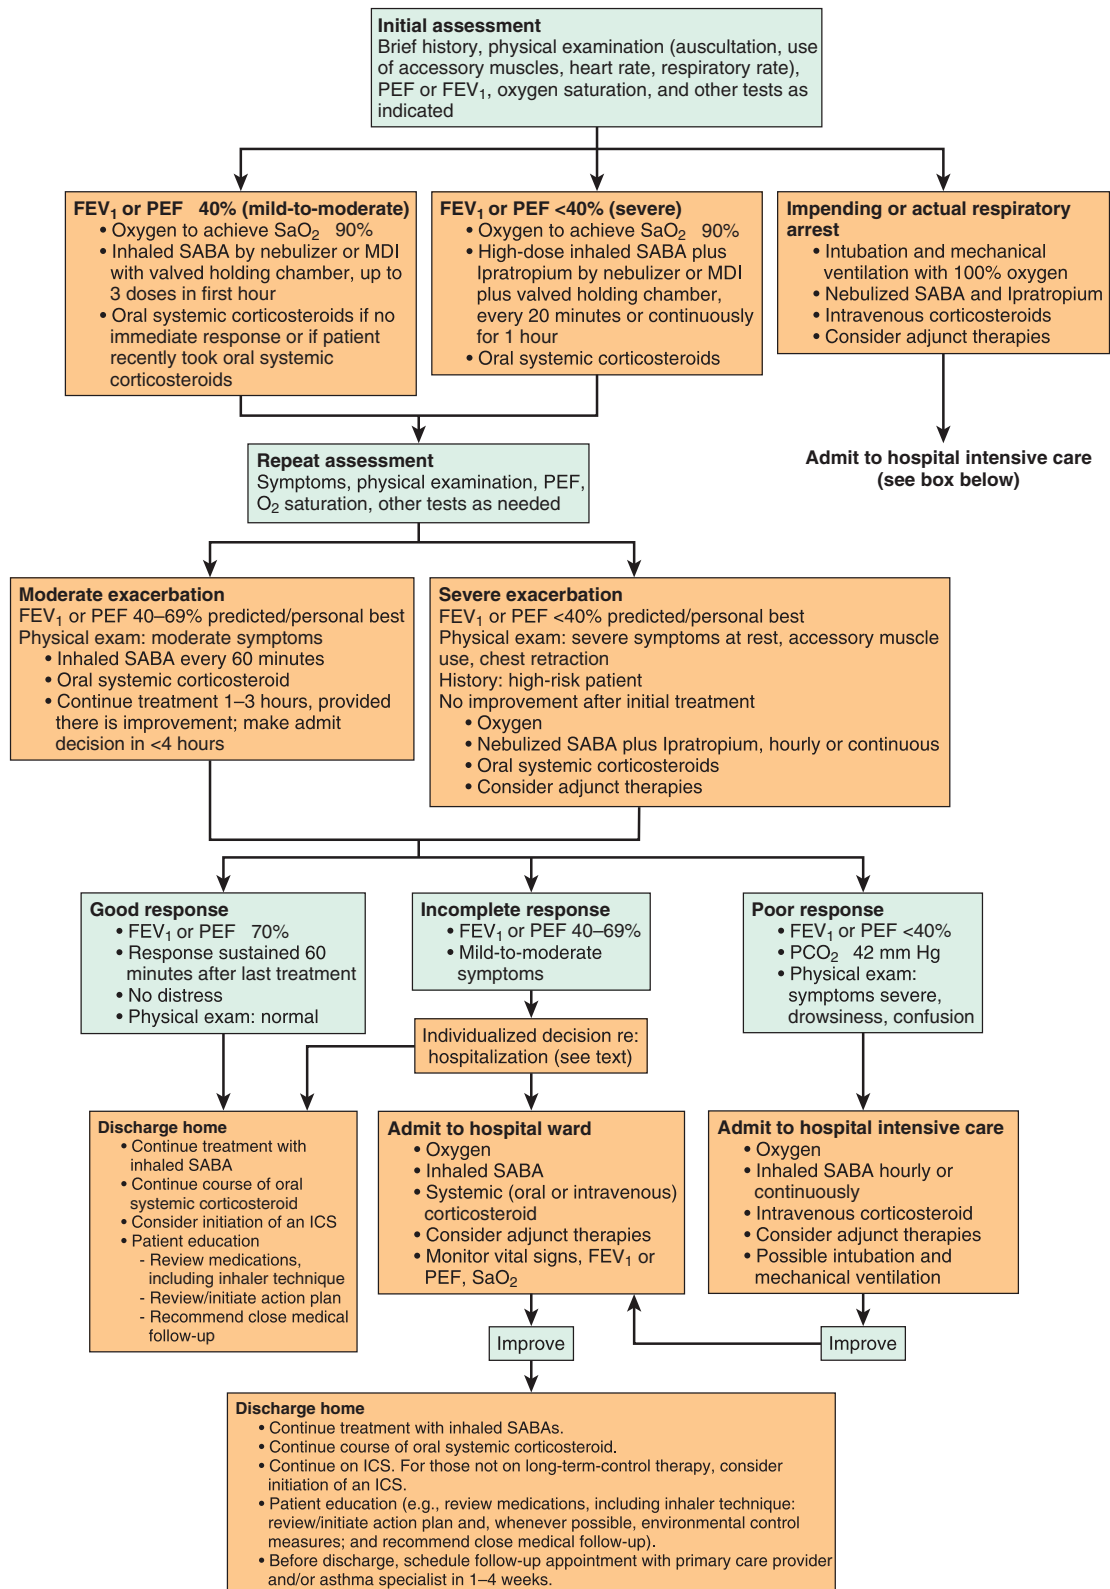 Initial assessment
Brief history, physical examination (auscultation, use
of accessory muscles, heart rate, respiratory rate),
PEF or FEV₁, oxygen saturation, and other tests as
indicated
FEV₁ or PEF 40% (mild-to-moderate)
• Oxygen to achieve SaO₂ 90%
• Inhaled SABA by nebulizer or MDI
with valved holding chamber, up to
3 doses in first hour
• Oral systemic corticosteroids if no
immediate response or if patient
recently took oral systemic
corticosteroids
FEV₁ or PEF <40% (severe)
• Oxygen to achieve SaO₂ 90%
• High-dose inhaled SABA plus
Ipratropium by nebulizer or MDI
plus valved holding chamber,
every 20 minutes or continuously
for 1 hour
• Oral systemic corticosteroids
Impending or actual respiratory
arrest
• Intubation and mechanical
ventilation with 100% oxygen
• Nebulized SABA and Ipratropium
• Intravenous corticosteroids
• Consider adjunct therapies
Admit to hospital intensive care
(see box below)
Repeat assessment
Symptoms, physical examination, PEF,
O₂ saturation, other tests as needed
Moderate exacerbation
FEV₁ or PEF 40–69% predicted/personal best
Physical exam: moderate symptoms
• Inhaled SABA every 60 minutes
• Oral systemic corticosteroid
• Continue treatment 1–3 hours, provided
there is improvement; make admit
decision in <4 hours
Severe exacerbation
FEV₁ or PEF <40% predicted/personal best
Physical exam: severe symptoms at rest, accessory muscle
use, chest retraction
History: high-risk patient
No improvement after initial treatment
• Oxygen
• Nebulized SABA plus Ipratropium, hourly or continuous
• Oral systemic corticosteroids
• Consider adjunct therapies
Good response
• FEV₁ or PEF 70%
• Response sustained 60
minutes after last treatment
• No distress
• Physical exam: normal
Incomplete response
• FEV₁ or PEF 40–69%
• Mild-to-moderate
symptoms
Poor response
• FEV₁ or PEF <40%
• PCO₂ 42 mm Hg
• Physical exam:
symptoms severe,
drowsiness, confusion
Individualized decision re:
hospitalization (see text)
Discharge home
• Continue treatment with
inhaled SABA
• Continue course of oral
systemic corticosteroid
• Consider initiation of an ICS
• Patient education
- Review medications,
including inhaler technique
- Review/initiate action plan
- Recommend close medical
follow-up
Admit to hospital ward
• Oxygen
• Inhaled SABA
• Systemic (oral or intravenous)
corticosteroid
• Consider adjunct therapies
• Monitor vital signs, FEV₁ or
PEF, SaO₂
Admit to hospital intensive care
• Oxygen
• Inhaled SABA hourly or
continuously
• Intravenous corticosteroid
• Consider adjunct therapies
• Possible intubation and
mechanical ventilation
Improve
Improve
Discharge home
• Continue treatment with inhaled SABAs.
• Continue course of oral systemic corticosteroid.
• Continue on ICS. For those not on long-term-control therapy, consider
initiation of an ICS.
• Patient education (e.g., review medications, including inhaler technique:
review/initiate action plan and, whenever possible, environmental control
measures; and recommend close medical follow-up).
• Before discharge, schedule follow-up appointment with primary care provider
and/or asthma specialist in 1–4 weeks.